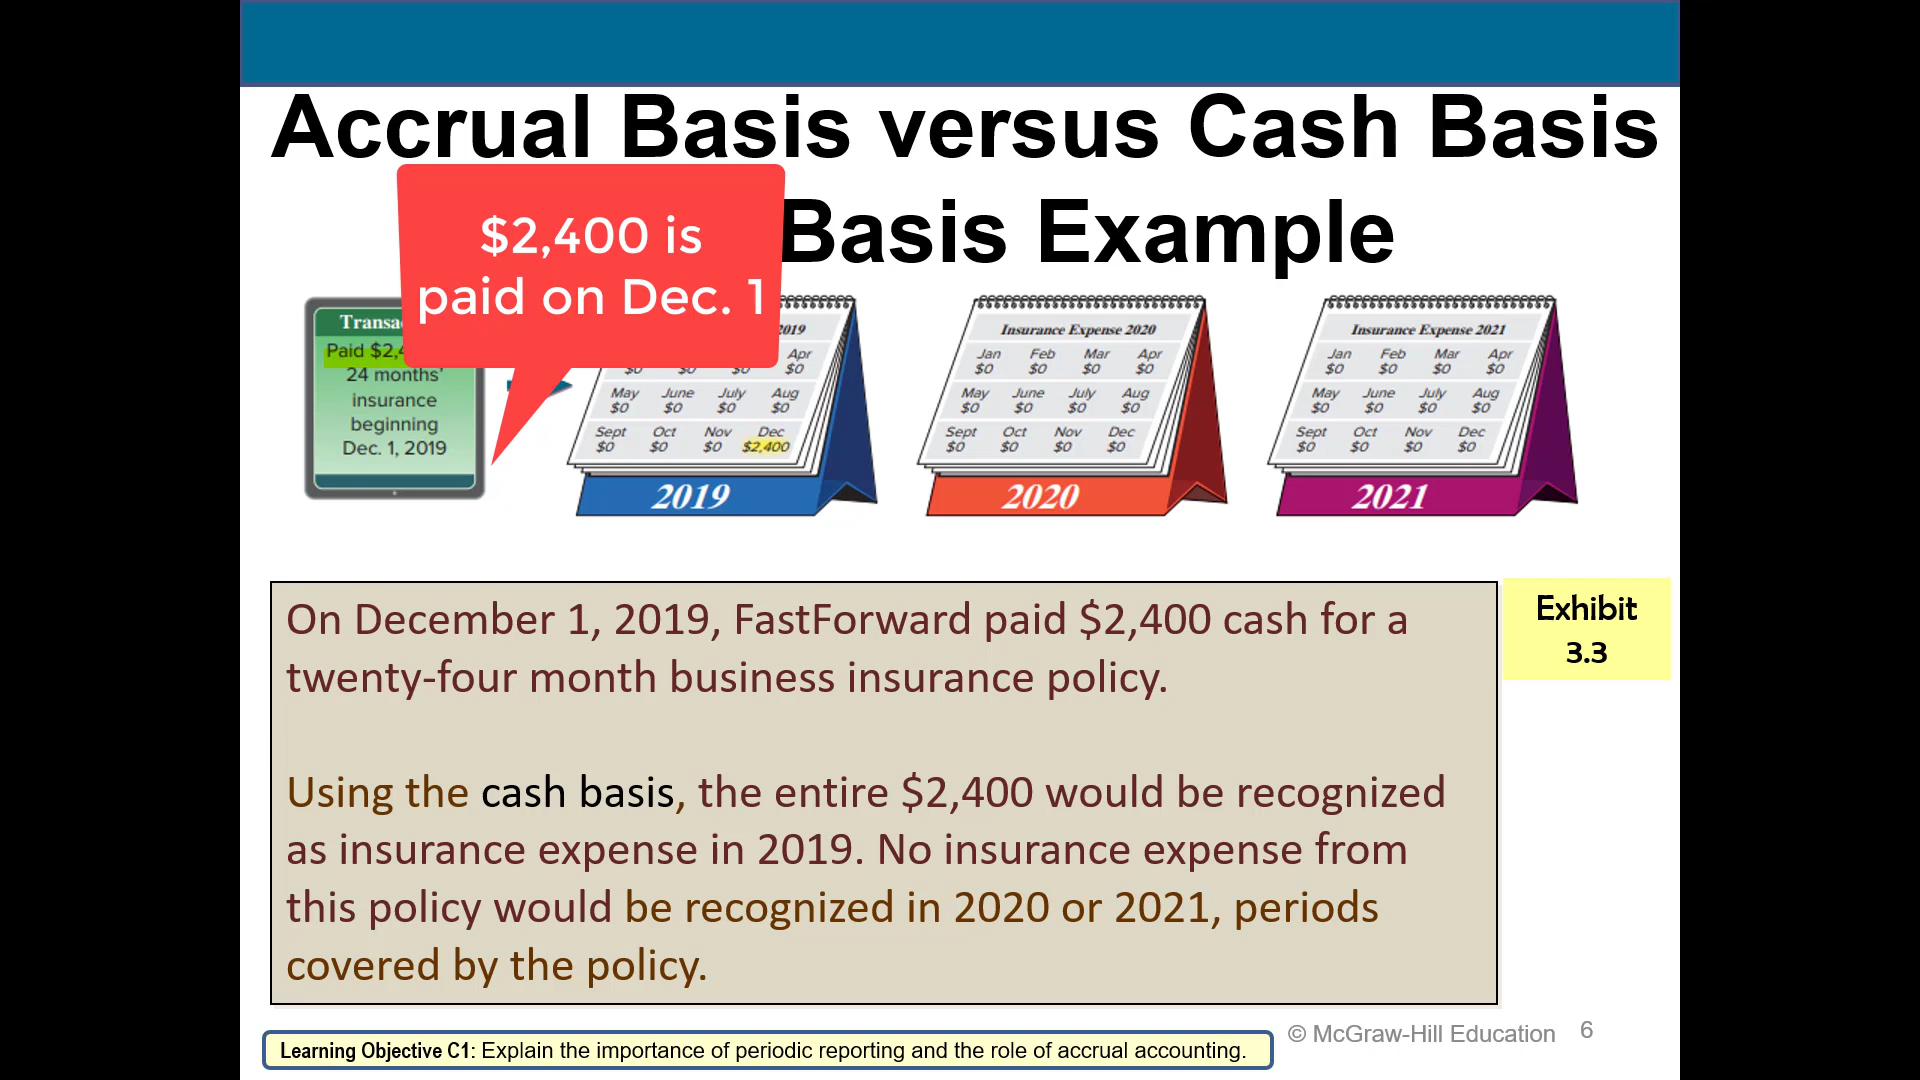 Accrual Basis versus Cash Basis
Basis Example
$2,400 is
paid on Dec. 1
Paid
24 months'
insurance
beginning
Dec. 1, 2019
2019
Apr
$0 $0 $0 $0
May June July Aug
$0 $0 $0 $0
Sept Oct Nov Dec
$0 $0 $0 $2,400
2019
Insurance Expense 2020
Jan Feb Mar Apr
$0 $0 $0 $0
May June July Aug
$0 $0 $0 $0
Sept Oct Nov Dec
$0 $0 $0 $0
2020
Insurance Expense 2021
Jan Feb Mar Apr
$0 $0 $0 $0
May June July Aug
$0 $0 $0 $0
Sept Oct Nov Dec
$0 $0 $0 $0
2021
On December 1, 2019, FastForward paid $2,400 cash for a
twenty-four month business insurance policy.
Using the cash basis, the entire $2,400 would be recognized
as insurance expense in 2019. No insurance expense from
this policy would be recognized in 2020 or 2021, periods
covered by the policy.
Exhibit
3.3
Learning Objective C1: Explain the importance of periodic reporting and the role of accrual accounting.
© McGraw-Hill Education 6